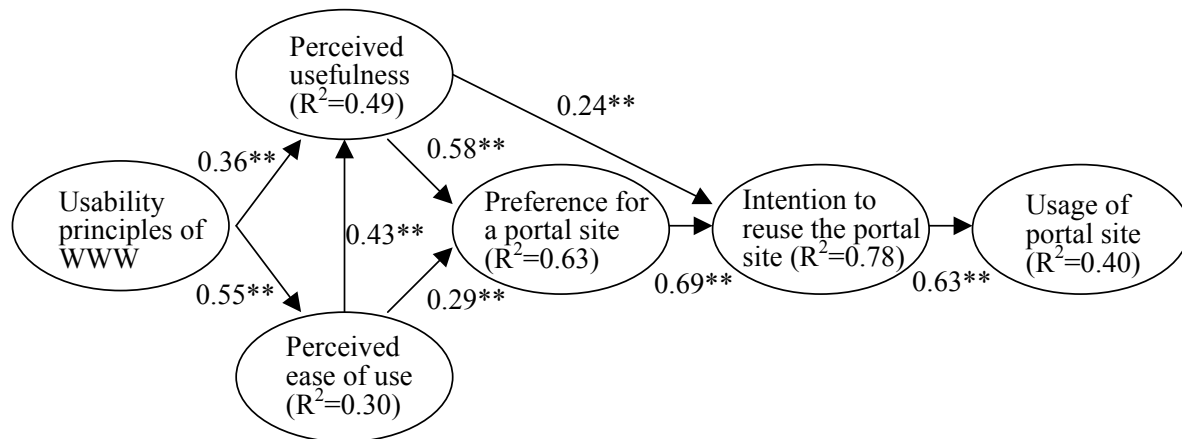 Perceived
usefulness
(R²=0.49)
0.24**
0.36**
0.58**
Usability
principles of
WWW
0.43**
Preference for
a portal site
(R²=0.63)
Intention to
reuse the portal
site (R²=0.78)
Usage of
portal site
(R²=0.40)
0.55**
0.29**
0.69**
0.63**
Perceived
ease of use
(R²=0.30)